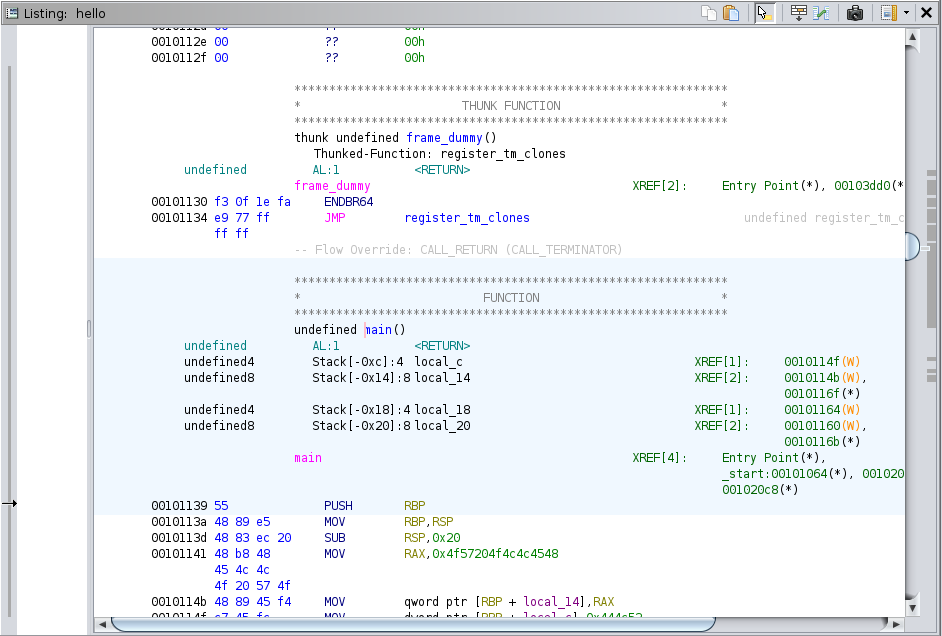 Listing: hello
0010112e 00 ?? 00h
0010112f 00 ?? 00h
**************************************************************
* THUNK FUNCTION *
**************************************************************
thunk undefined frame_dummy()
Thunked-Function: register_tm_clones
undefined AL:1 <RETURN>
frame_dummy XREF[2]: Entry Point(*), 00103dd0(*
00101130 f3 0f 1e fa ENDBR64
00101134 e9 77 ff JMP register_tm_clones undefined register_tm_c
ff ff
-- Flow Override: CALL_RETURN (CALL_TERMINATOR)
**************************************************************
* FUNCTION *
**************************************************************
undefined main()
undefined AL:1 <RETURN>
undefined4 Stack[-0xc]:4 local_c XREF[1]: 0010114f(W)
undefined8 Stack[-0x14]:8 local_14 XREF[2]: 0010114b(W),
0010116f(*)
undefined4 Stack[-0x18]:4 local_18 XREF[1]: 00101164(W)
undefined8 Stack[-0x20]:8 local_20 XREF[2]: 00101160(W),
0010116b(*)
main XREF[4]: Entry Point(*),
_start:00101064(*), 001020
001020c8(*)
00101139 55 PUSH RBP
0010113a 48 89 e5 MOV RBP,RSP
0010113d 48 83 ec 20 SUB RSP,0x20
00101141 48 b8 48 MOV RAX,0x4f57204f4c4c4548
45 4c 4c
4f 20 57 4f
0010114b 48 89 45 f4 MOV qword ptr [RBP + local_14],RAX